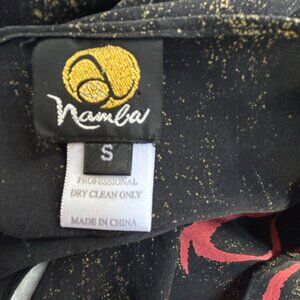 Namba
S
PROFESSIONAL
DRY CLEAN ONLY
MADE IN CHINA